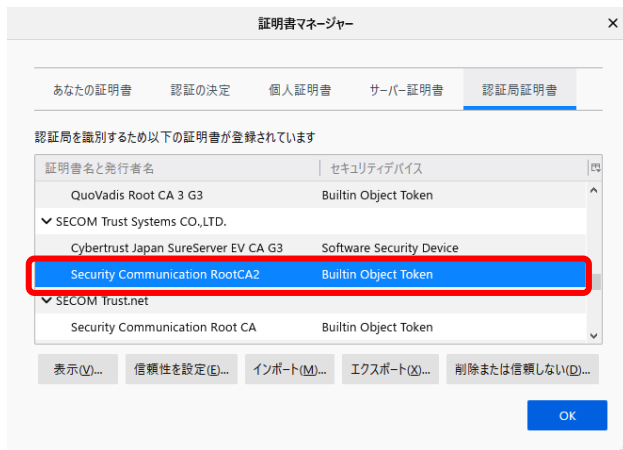 証明書マネージャー
あなたの証明書 認証の決定 個人証明書 サーバー証明書 認証局証明書
認証局を識別するため以下の証明書が登録されています
証明書名と発行者名 セキュリティデバイス
QuoVadis Root CA 3 G3 Builtin Object Token
SECOM Trust Systems CO.,LTD.
Cybertrust Japan SureServer EV CA G3 Software Security Device
Security Communication RootCA2 Builtin Object Token
SECOM Trust.net
Security Communication Root CA Builtin Object Token
表示(V)... 信頼性を設定(E)... インポート(M)... エクスポート(X)... 削除または信頼しない(D)...
OK